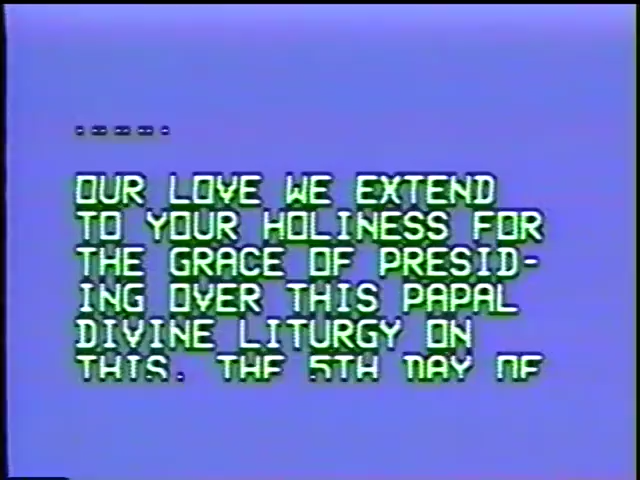 .....
OUR LOVE WE EXTEND
TO YOUR HOLINESS FOR
THE GRACE OF PRESID-
ING OVER THIS PAPAL
DIVINE LITURGY ON
THIS, THE 5TH DAY OF